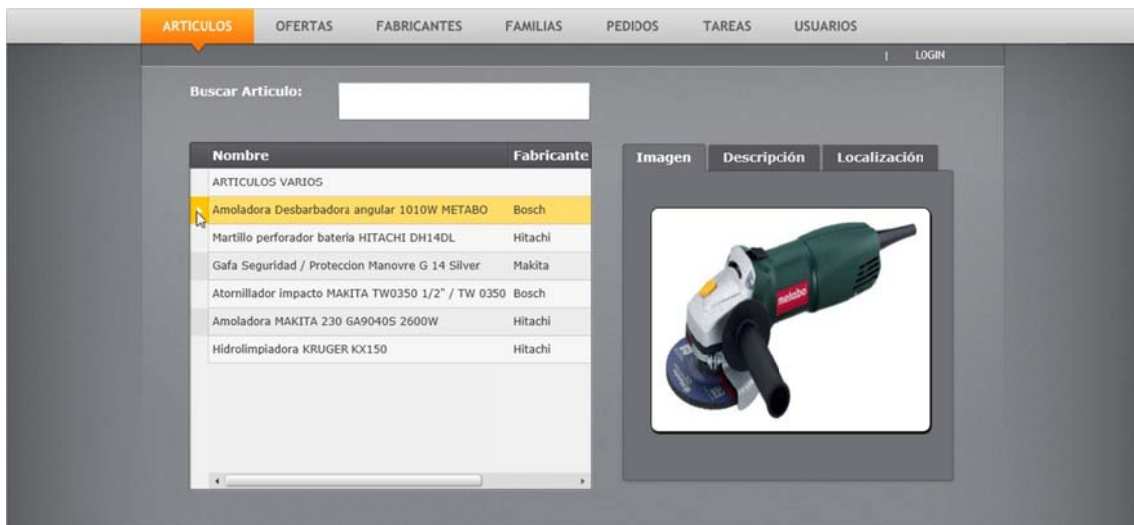 ARTICULOS OFERTAS FABRICANTES FAMILIAS PEDIDOS TAREAS USUARIOS
| LOGIN
Buscar Articulo:
Nombre Fabricante
ARTICULOS VARIOS
Amoladora Desbarbadora angular 1010W METABO Bosch
Martillo perforador bateria HITACHI DH14DL Hitachi
Gafa Seguridad / Proteccion Manovre G 14 Silver Makita
Atornillador impacto MAKITA TW0350 1/2" / TW 0350 Bosch
Amoladora MAKITA 230 GA9040S 2600W Hitachi
Hidrolimpiadora KRUGER KX150 Hitachi
Imagen Descripción Localización
metabo